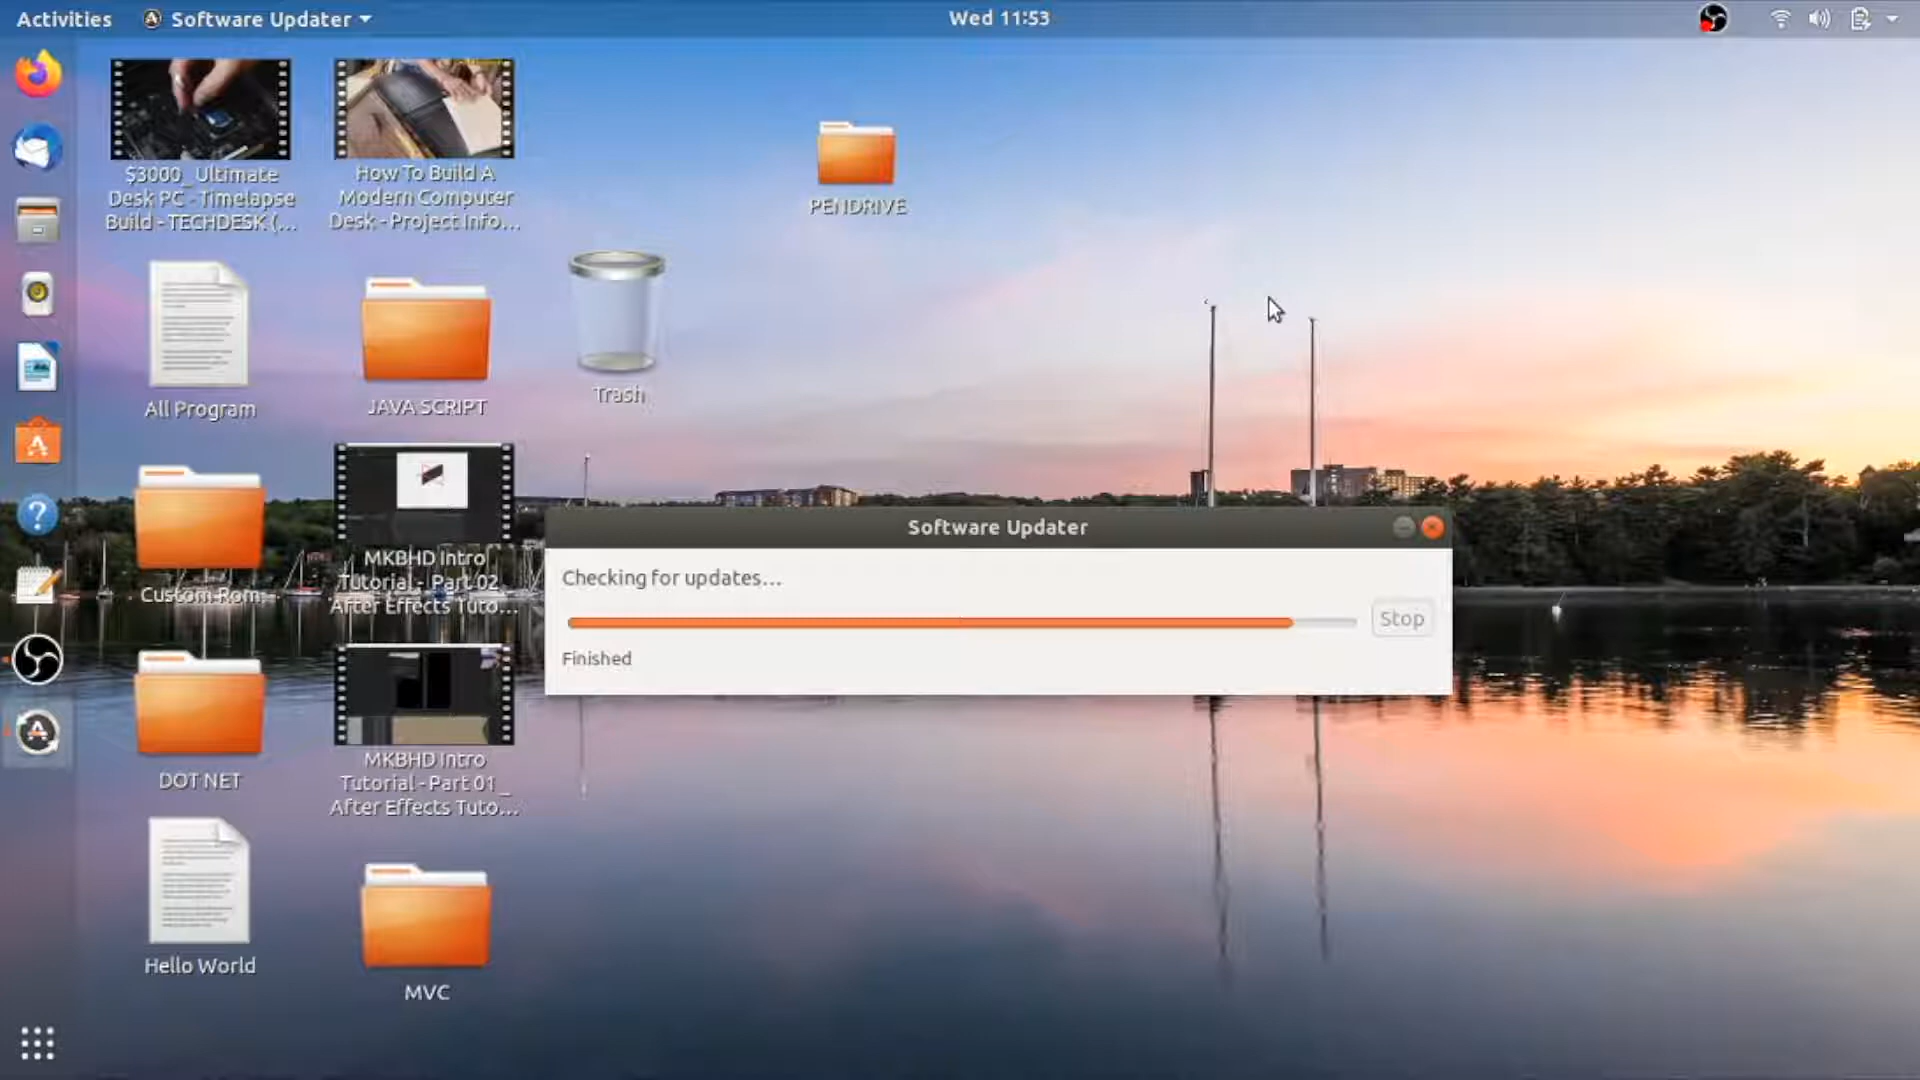 Activities
Software Updater
Wed 11:53
$3000_ Ultimate
Desk PC - Timelapse
Build - TECHDESK (...
How To Build A
Modern Computer
Desk - Project Info...
PENDRIVE
All Program
JAVA SCRIPT
Trash
Custom Rom
MKBHD Intro
Tutorial - Part 02_
After Effects Tuto...
Software Updater
Checking for updates...
Stop
Finished
DOT NET
MKBHD Intro
Tutorial - Part 01_
After Effects Tuto...
Hello World
MVC